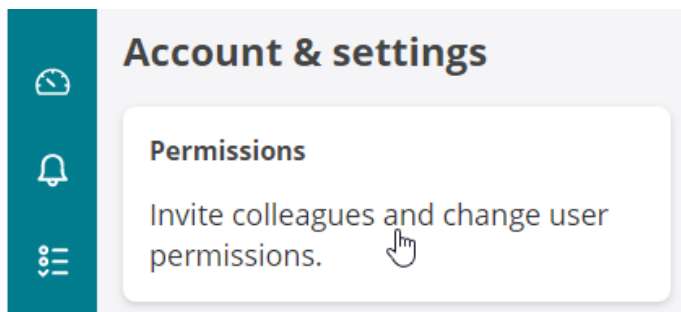 Account & settings
Permissions
Invite colleagues and change user
permissions.